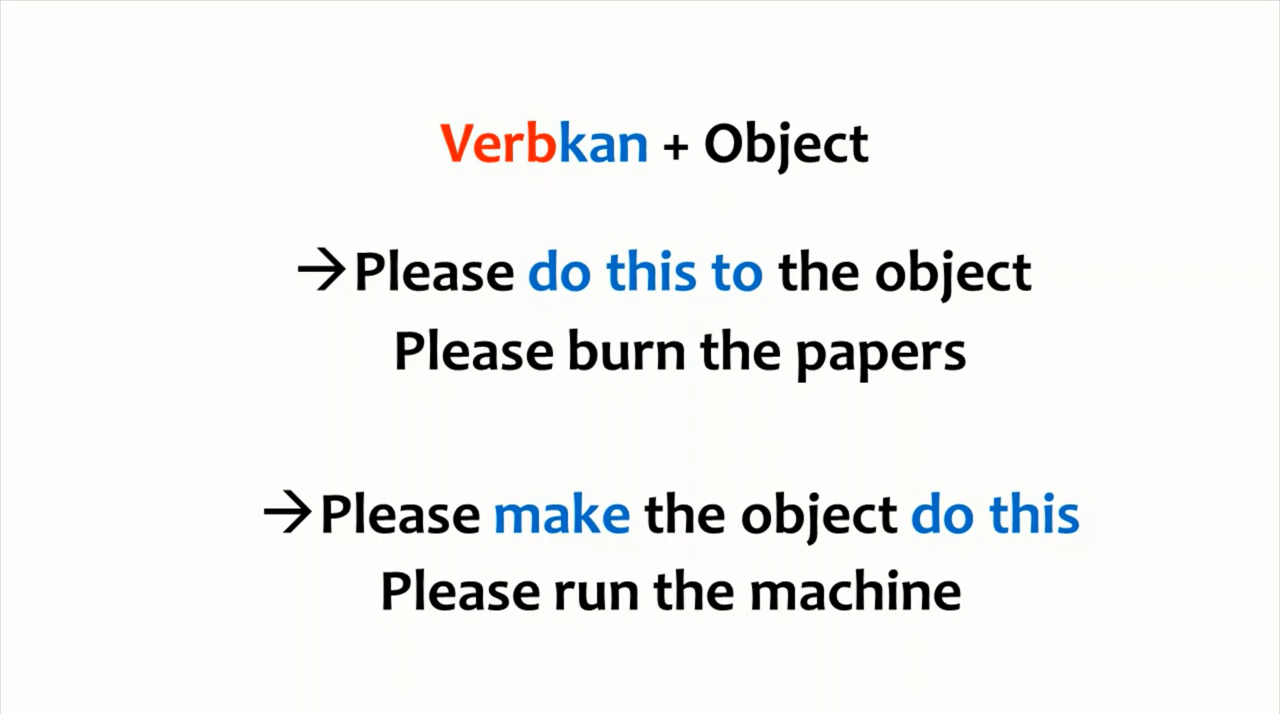 Verbkan + Object
→Please do this to the object
Please burn the papers
→Please make the object do this
Please run the machine